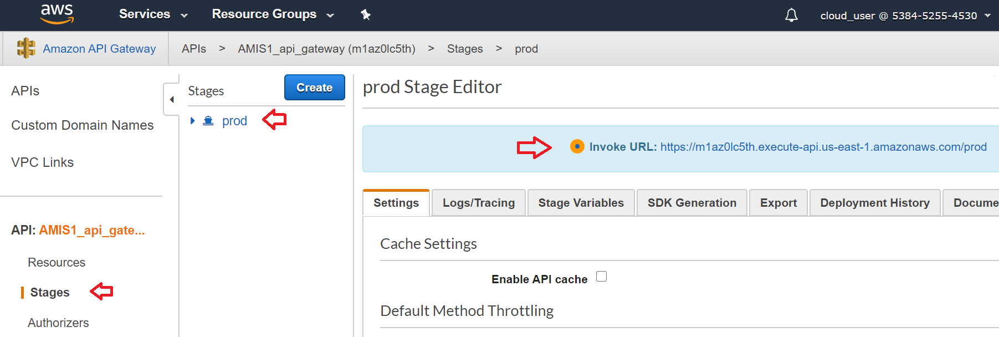 aws Services Resource Groups cloud_user @ 5384-5255-4530
Amazon API Gateway APIs > AMIS1_api_gateway (m1az0lc5th) > Stages > prod
APIs
Custom Domain Names
VPC Links
API: AMIS1_api_gate...
Resources
Stages
Authorizers
Stages Create
prod
prod Stage Editor
Invoke URL: https://m1az0lc5th.execute-api.us-east-1.amazonaws.com/prod
Settings Logs/Tracing Stage Variables SDK Generation Export Deployment History Docume
Cache Settings
Enable API cache
Default Method Throttling